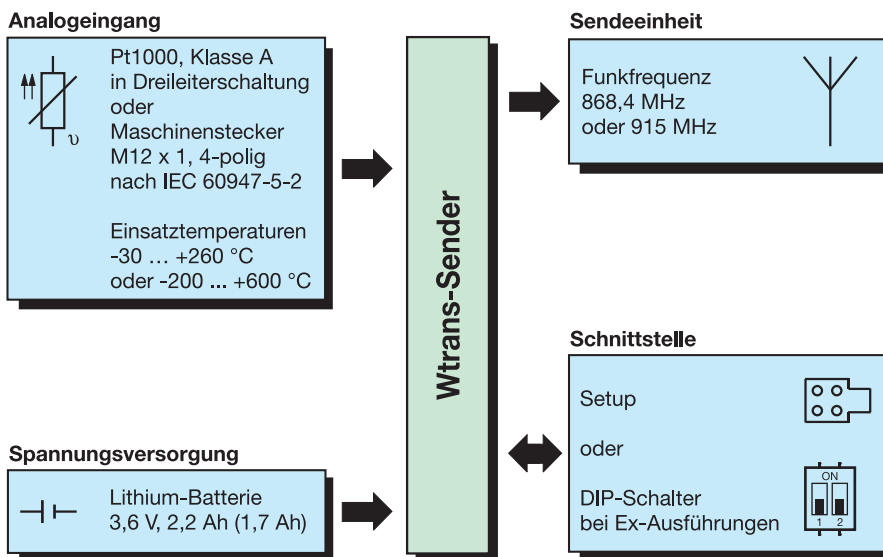 Analogeingang
Pt1000, Klasse A
in Dreileiterschaltung
oder
Maschinenstecker
M12 x 1, 4-polig
nach IEC 60947-5-2
Einsatztemperaturen
-30 ... +260 °C
oder -200 ... +600 °C
υ
Spannungsversorgung
Lithium-Batterie
3,6 V, 2,2 Ah (1,7 Ah)
Wtrans-Sender
Sendeeinheit
Funkfrequenz
868,4 MHz
oder 915 MHz
Schnittstelle
Setup
oder
DIP-Schalter
bei Ex-Ausführungen
ON
1 2